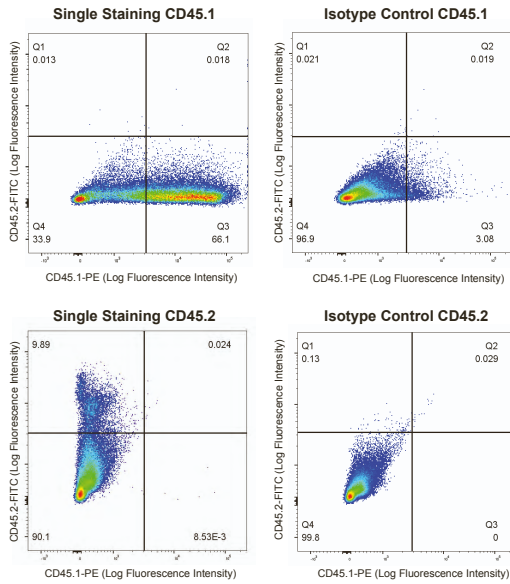 Single Staining CD45.1
Isotype Control CD45.1
CD45.2-FITC (Log Fluorescence Intensity)
Q1
0.013
Q2
0.018
Q4
33.9
Q3
66.1
CD45.1-PE (Log Fluorescence Intensity)
CD45.2-FITC (Log Fluorescence Intensity)
Q1
0.021
Q2
0.019
Q4
96.9
Q3
3.08
CD45.1-PE (Log Fluorescence Intensity)
Single Staining CD45.2
Isotype Control CD45.2
CD45.2-FITC (Log Fluorescence Intensity)
9.89
0.024
90.1
8.53E-3
CD45.1-PE (Log Fluorescence Intensity)
CD45.2-FITC (Log Fluorescence Intensity)
Q1
0.13
Q2
0.029
Q4
99.8
Q3
0
CD45.1-PE (Log Fluorescence Intensity)